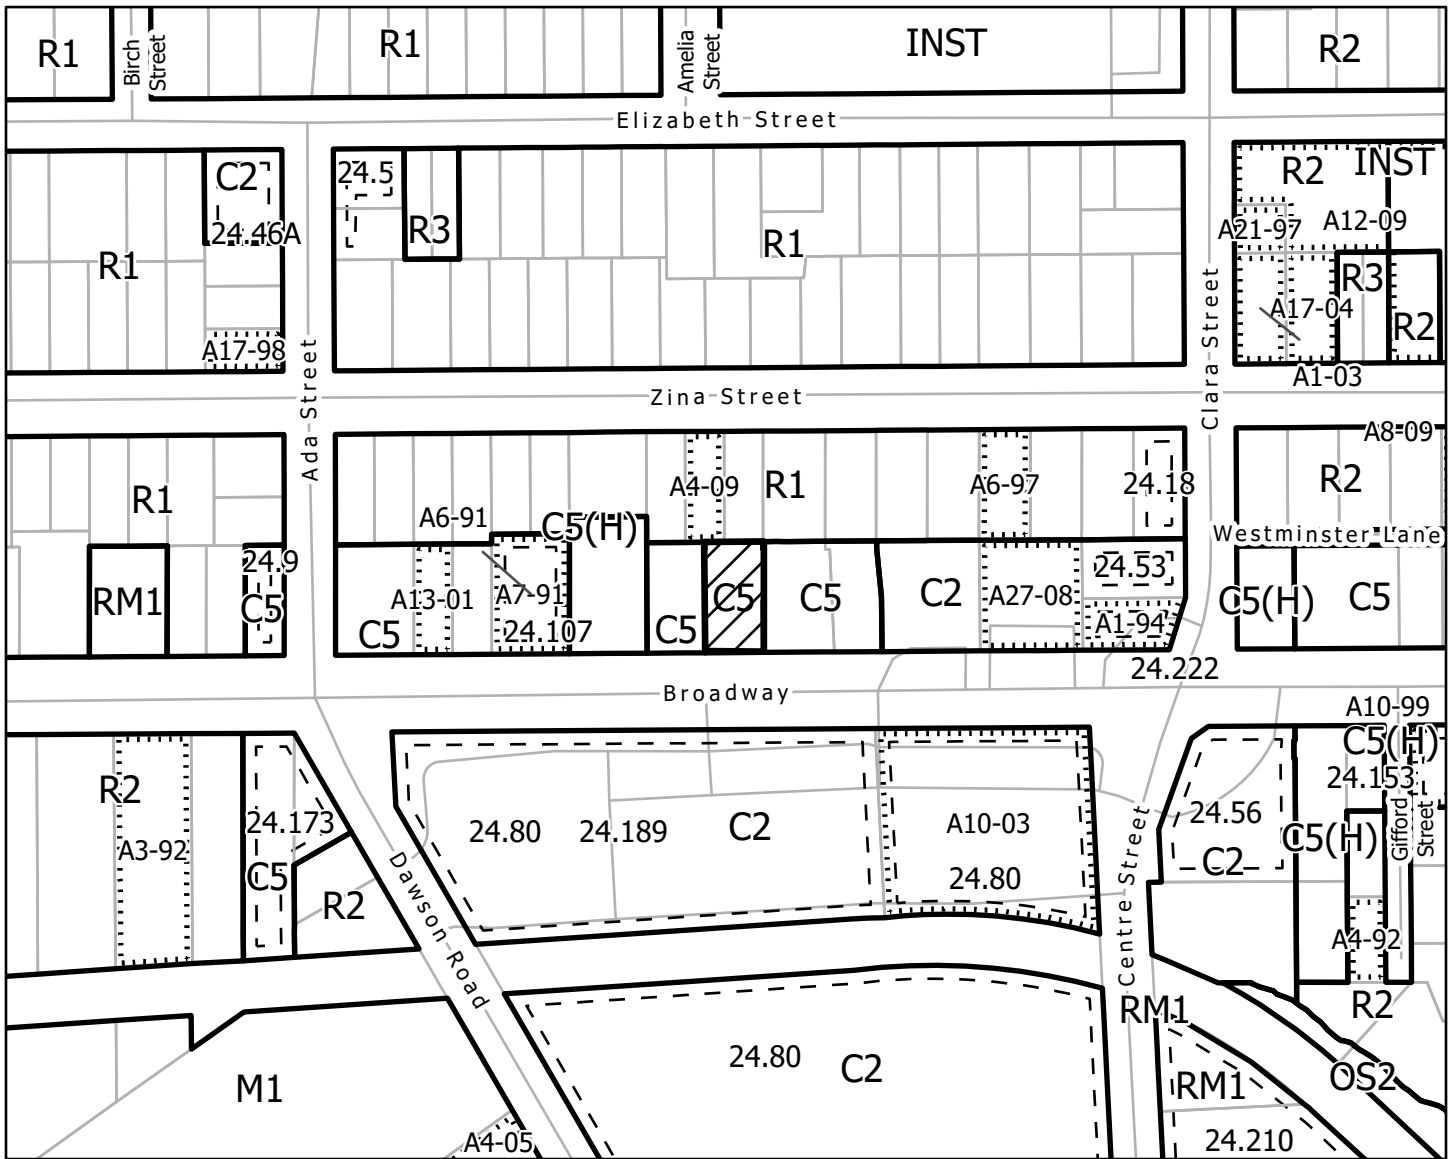 R1
Birch
Street
R1
Amelia
Street
INST
R2
Elizabeth Street
C2
24.46A
24.5
R3
R1
R1
R2
INST
A21-97
A12-09
R3
A17-04
R2
A17-98
A1-03
Ada Street
Zina Street
Clara Street
A8-09
R1
A6-91
C5(H)
A4-09
R1
A6-97
24.18
R2
Westminster Lane
RM1
24.9
C5
C5
A13-01
A7-91
24.107
C5
C5
C5
C2
A27-08
24.53
A1-94
C5(H)
C5
24.222
Broadway
A10-99
C5(H)
24.153
R2
A3-92
24.173
C5
R2
Dawson Road
24.80
24.189
C2
A10-03
24.80
Centre Street
24.56
C2
C5(H)
Gifford
Street
A4-92
R2
RM1
M1
A4-05
24.80
C2
RM1
OS2
24.210